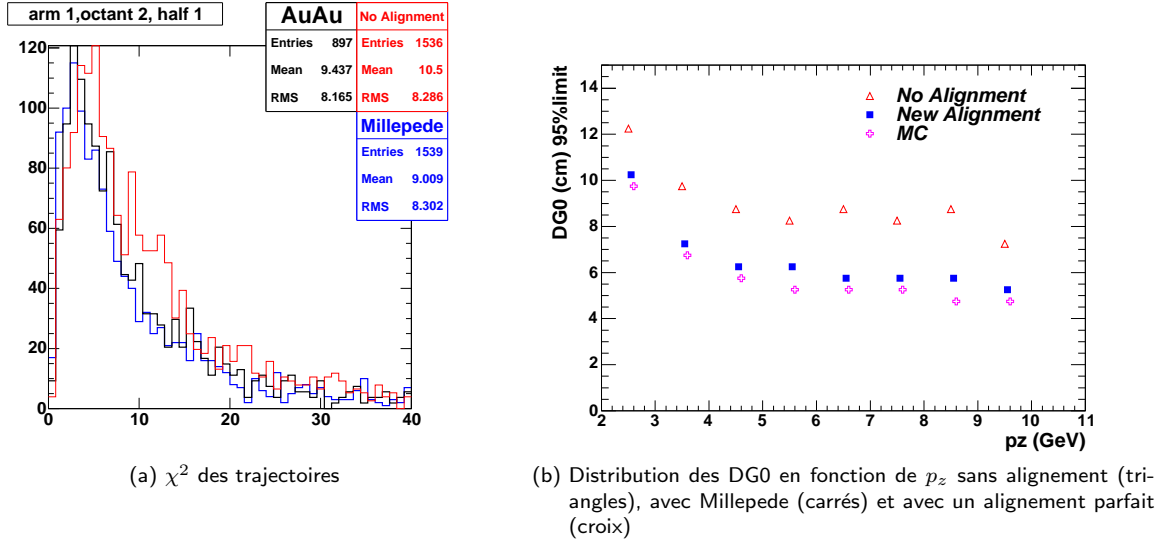 arm 1,octant 2, half 1
AuAu
Entries 897
Mean 9.437
RMS 8.165
No Alignment
Entries 1536
Mean 10.5
RMS 8.286
Millepede
Entries 1539
Mean 9.009
RMS 8.302
120
100
80
60
40
20
0
0 10 20 30 40
(a) χ² des trajectoires
DG0 (cm) 95%limit
14
12
10
8
6
4
2
0
No Alignment
New Alignment
MC
2 3 4 5 6 7 8 9 10 11
pz (GeV)
(b) Distribution des DG0 en fonction de p_z sans alignement (tri-
angles), avec Millepede (carrés) et avec un alignement parfait
(croix)